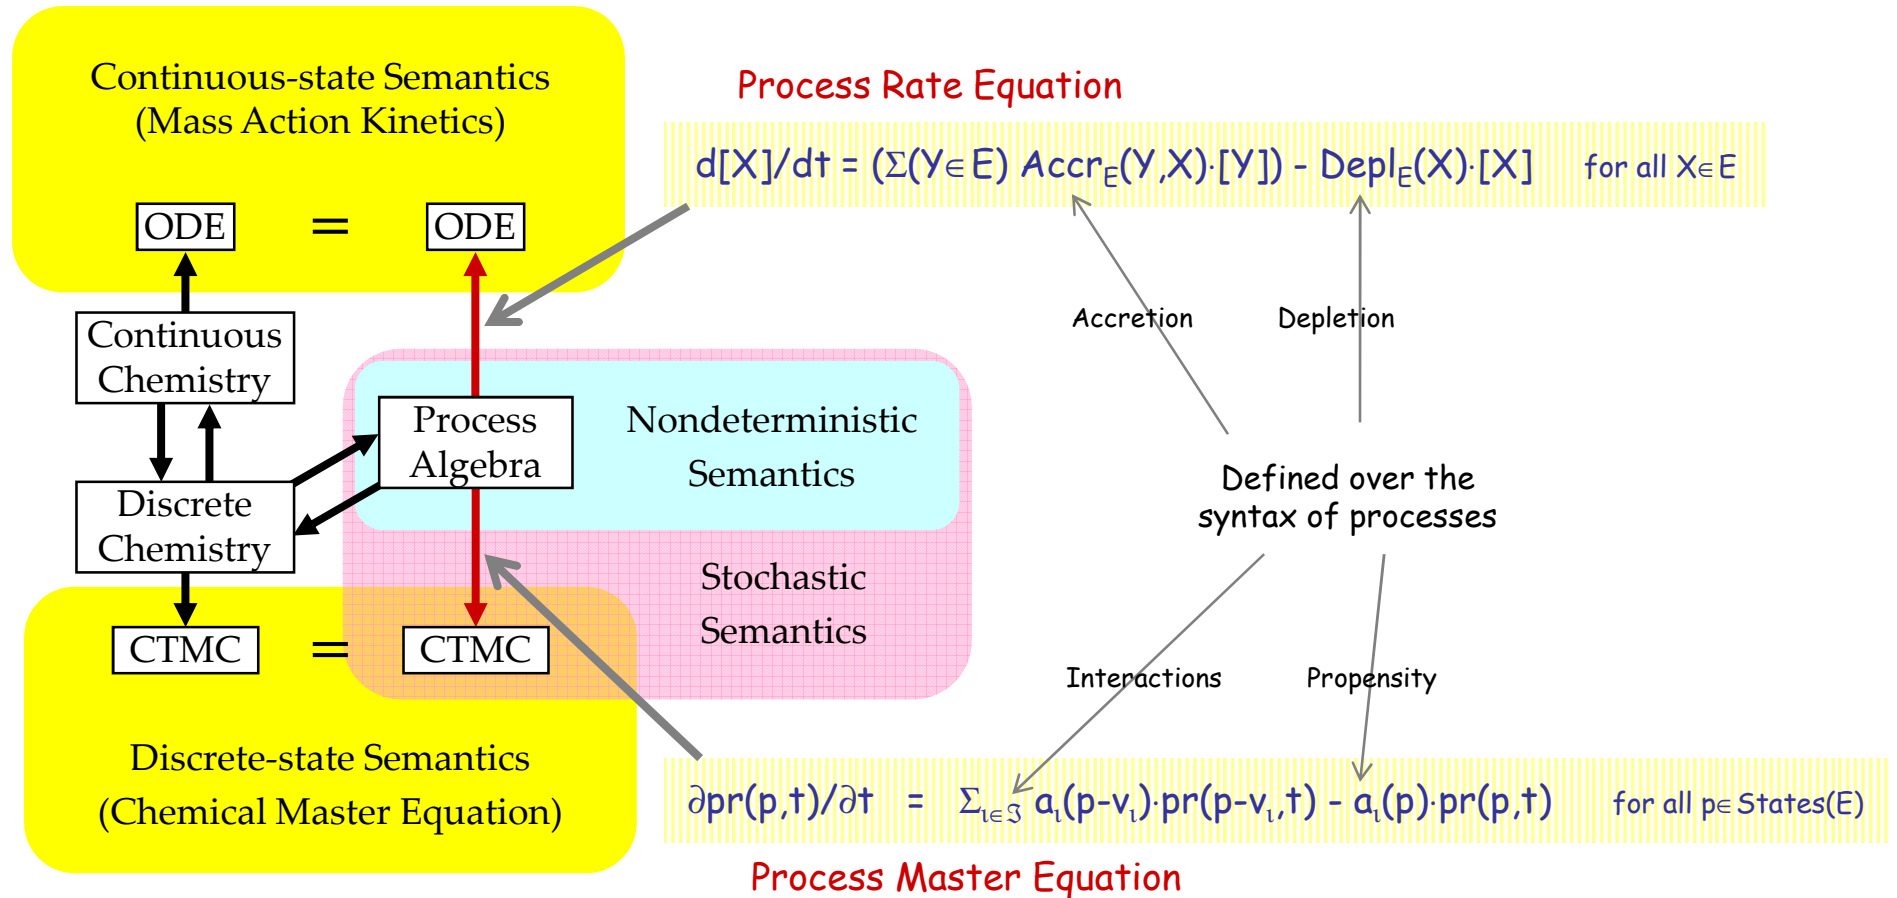 Continuous-state Semantics
(Mass Action Kinetics)
ODE = ODE
Continuous
Chemistry
Process
Algebra
Discrete
Chemistry
Nondeterministic
Semantics
Stochastic
Semantics
CTMC = CTMC
Discrete-state Semantics
(Chemical Master Equation)
Process Rate Equation
d[X]/dt = (Σ(Y∈E) Accr_E(Y,X)·[Y]) - Depl_E(X)·[X] for all X∈E
Accretion
Depletion
Defined over the
syntax of processes
Interactions
Propensity
∂pr(p,t)/∂t = Σ_ι∈ℑ a_ι(p-v_ι)·pr(p-v_ι,t) - a_ι(p)·pr(p,t) for all p∈States(E)
Process Master Equation